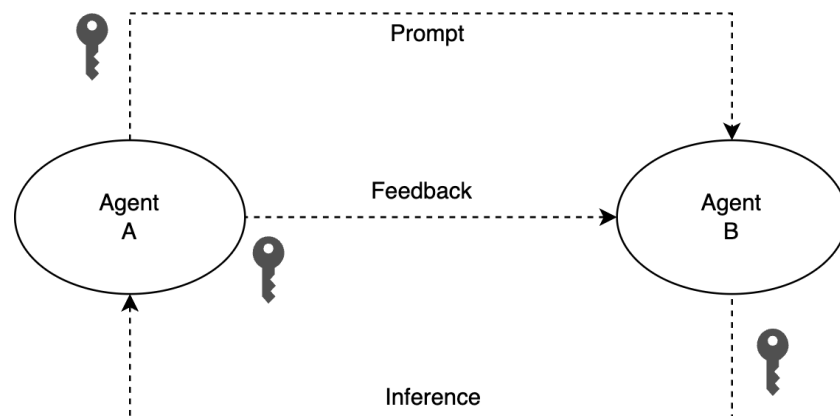 Prompt
Agent
A
Feedback
Agent
B
Inference